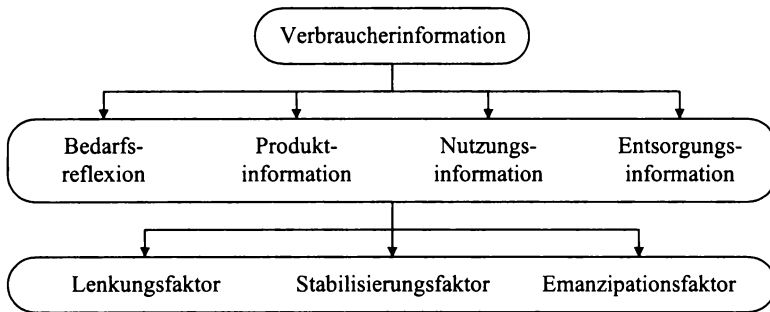 Verbraucherinformation
Bedarfs- Produkt- Nutzungs- Entsorgungs-
reflexion information information information
Lenkungsfaktor Stabilisierungsfaktor Emanzipationsfaktor